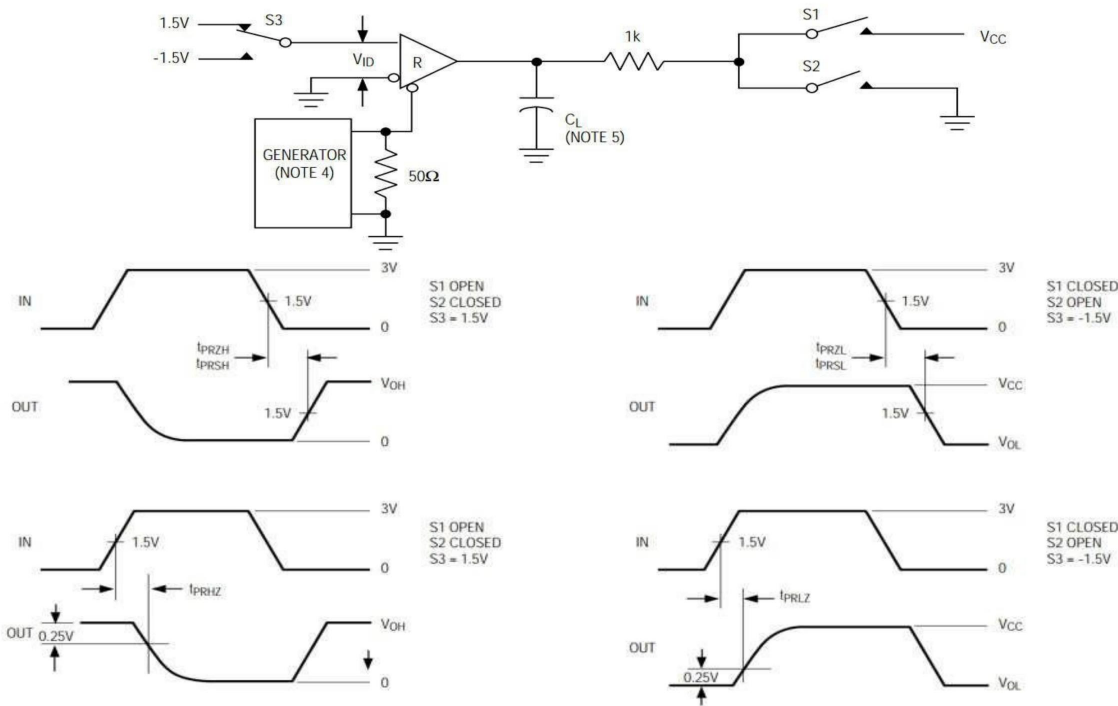 1.5V
S3
-1.5V
VID
R
1k
S1
VCC
S2
CL
(NOTE 5)
GENERATOR
(NOTE 4)
50Ω
IN
3V
1.5V
0
S1 OPEN
S2 CLOSED
S3 = 1.5V
tPRZH
tPRSH
OUT
VOH
1.5V
0
IN
3V
1.5V
0
S1 CLOSED
S2 OPEN
S3 = -1.5V
tPRZL
tPRSL
OUT
VCC
1.5V
VOL
IN
3V
1.5V
0
S1 OPEN
S2 CLOSED
S3 = 1.5V
tPRHZ
OUT
0.25V
VOH
0
IN
3V
1.5V
0
S1 CLOSED
S2 OPEN
S3 = -1.5V
tPRLZ
OUT
VCC
0.25V
VOL